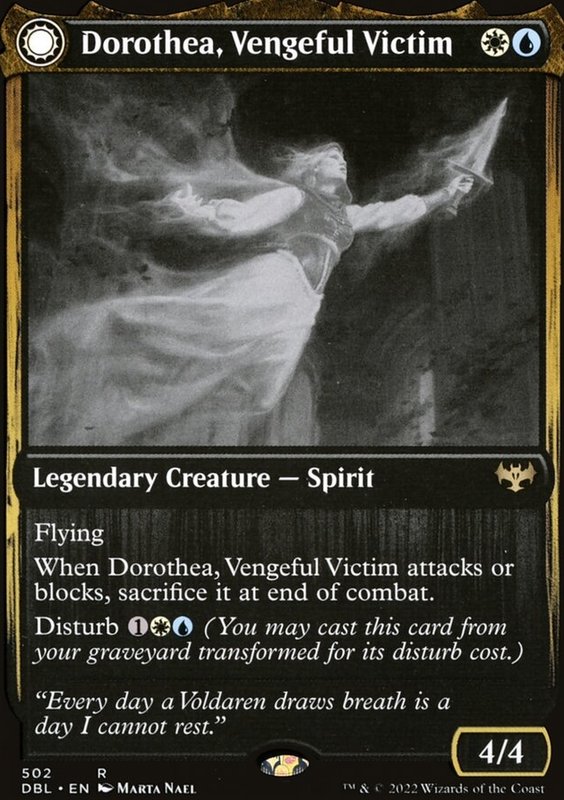 Dorothea, Vengeful Victim
Legendary Creature — Spirit
Flying
When Dorothea, Vengeful Victim attacks or
blocks, sacrifice it at end of combat.
Disturb 1 (You may cast this card from
your graveyard transformed for its disturb cost.)
“Every day a Voldaren draws breath is a
day I cannot rest.”
4/4
502 R
DBL • EN Marta Nael
™ & © 2022 Wizards of the Coast